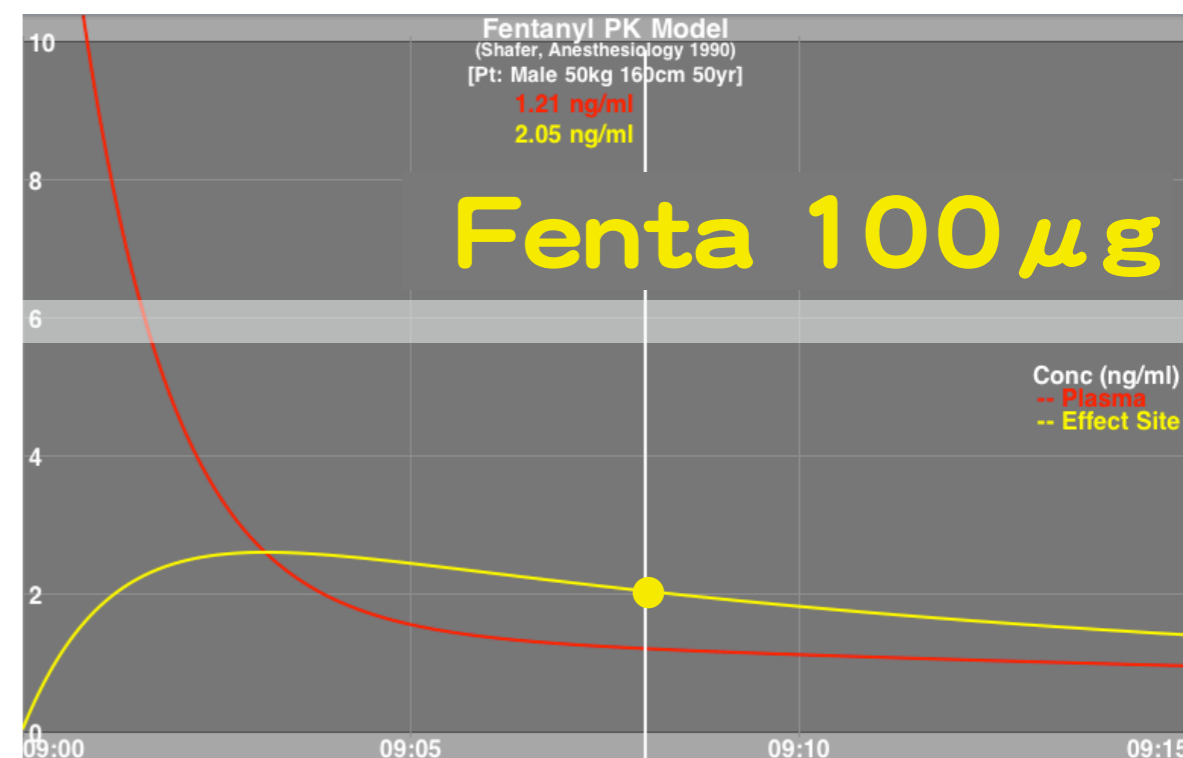 Fentanyl PK Model
10
(Shafer, Anesthesiology 1990)
[Pt: Male 50kg 160cm 50yr]
1.21 ng/ml
2.05 ng/ml
8
Fenta 100μg
6
Conc (ng/ml)
-- Plasma
-- Effect Site
4
2
0
09:00 09:05 09:10 09:15